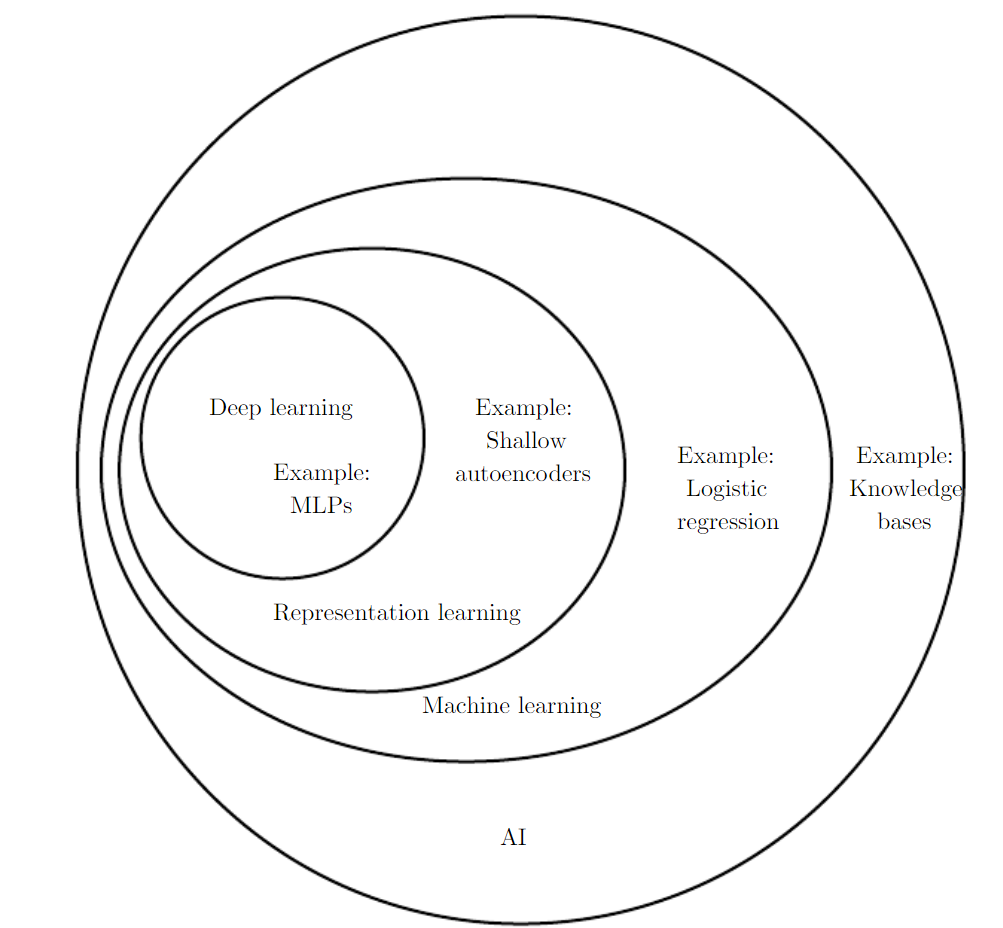 Deep learning
Example:
MLPs
Example:
Shallow
autoencoders
Example:
Logistic
regression
Example:
Knowledge
bases
Representation learning
Machine learning
AI